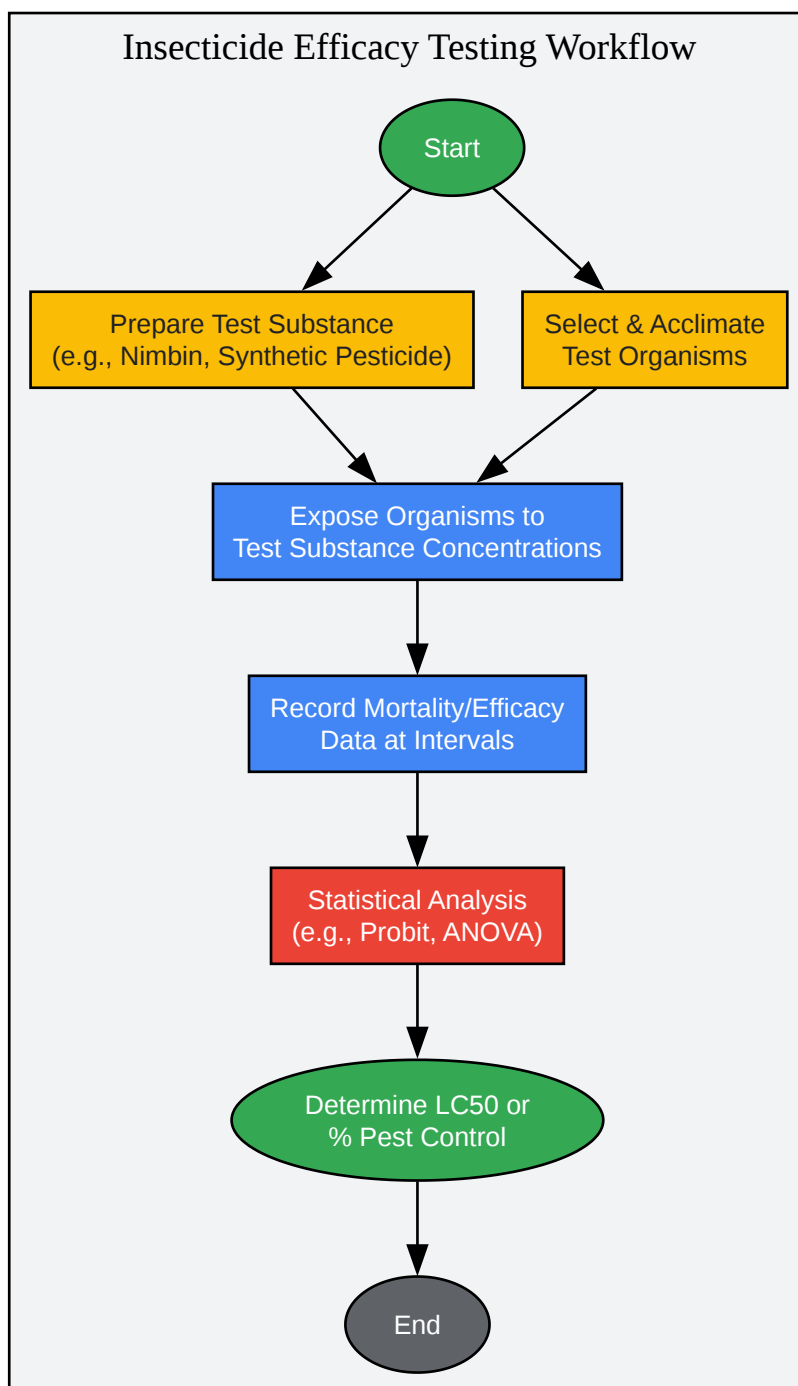 Insecticide Efficacy Testing Workflow
Start
Prepare Test Substance
(e.g., Nimbin, Synthetic Pesticide)
Select & Acclimate
Test Organisms
Expose Organisms to
Test Substance Concentrations
Record Mortality/Efficacy
Data at Intervals
Statistical Analysis
(e.g., Probit, ANOVA)
Determine LC50 or
% Pest Control
End